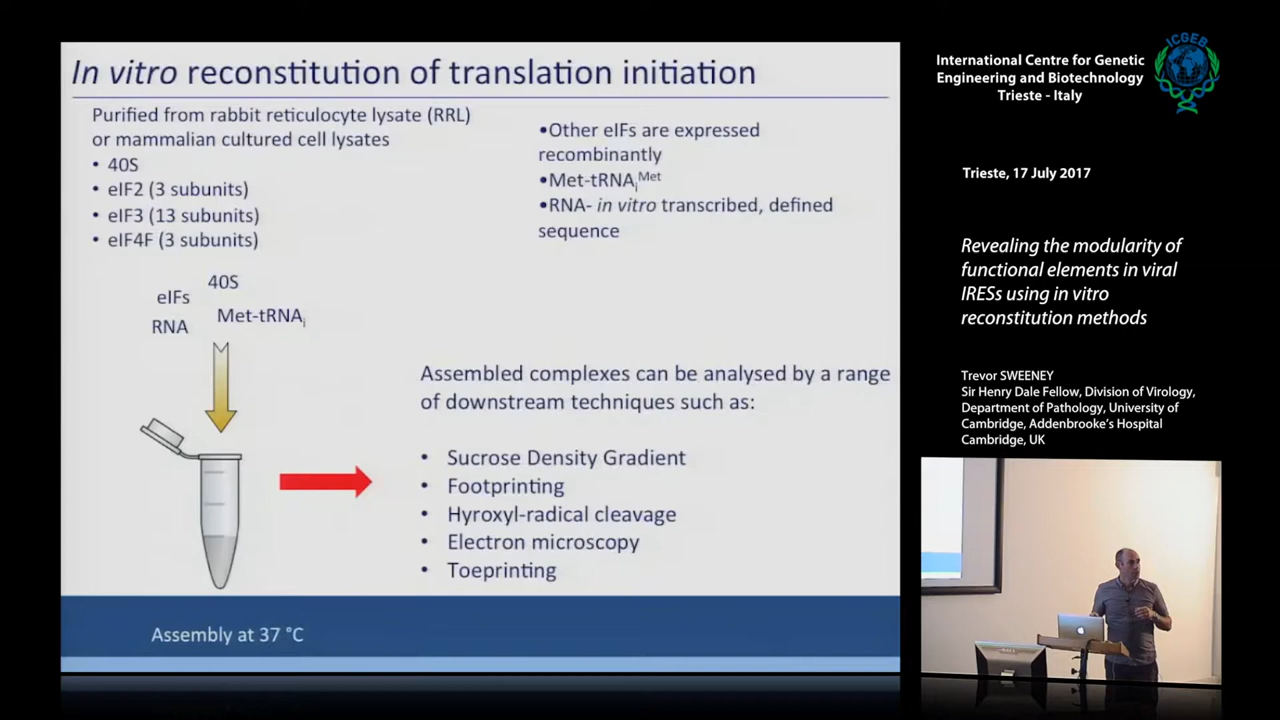 In vitro reconstitution of translation initiation
Purified from rabbit reticulocyte lysate (RRL)
or mammalian cultured cell lysates
• 40S
• eIF2 (3 subunits)
• eIF3 (13 subunits)
• eIF4F (3 subunits)
•Other eIFs are expressed
recombinantly
•Met-tRNAiMet
•RNA- in vitro transcribed, defined
sequence
40S
eIFs
Met-tRNAi
RNA
Assembled complexes can be analysed by a range
of downstream techniques such as:
• Sucrose Density Gradient
• Footprinting
• Hyroxyl-radical cleavage
• Electron microscopy
• Toeprinting
Assembly at 37 °C
International Centre for Genetic
Engineering and Biotechnology
Trieste - Italy
ICGEB
Trieste, 17 July 2017
Revealing the modularity of
functional elements in viral
IRESs using in vitro
reconstitution methods
Trevor SWEENEY
Sir Henry Dale Fellow, Division of Virology,
Department of Pathology, University of
Cambridge, Addenbrooke's Hospital
Cambridge, UK